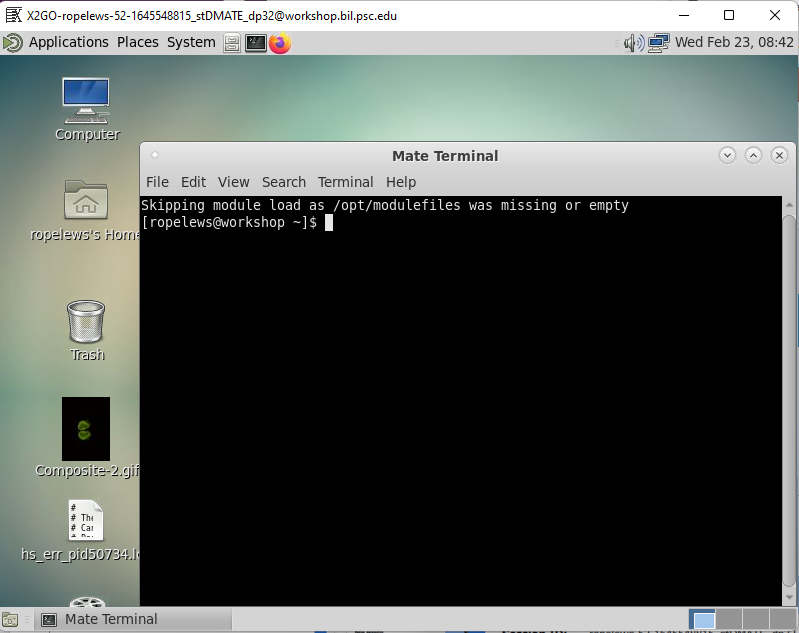 X2GO-ropelews-52-1645548815_stDMATE_dp32@workshop.bil.psc.edu
Applications Places System
Wed Feb 23, 08:42
Computer
ropelews's Home
Trash
Composite-2.gif
#
# The
# Car
hs_err_pid50734.l
Mate Terminal
File Edit View Search Terminal Help
Skipping module load as /opt/modulefiles was missing or empty
[ropelews@workshop ~]$
Mate Terminal